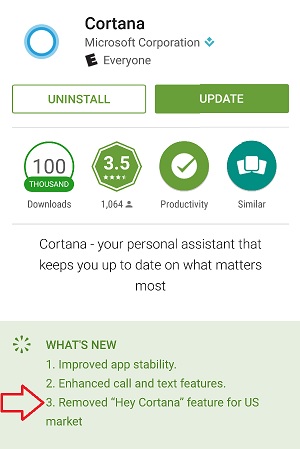 Cortana
Microsoft Corporation
E Everyone
UNINSTALL
UPDATE
100
THOUSAND
Downloads
3.5
1,064
Productivity
Similar
Cortana - your personal assistant that
keeps you up to date on what matters
most
WHAT'S NEW
1. Improved app stability.
2. Enhanced call and text features.
3. Removed “Hey Cortana” feature for US
market